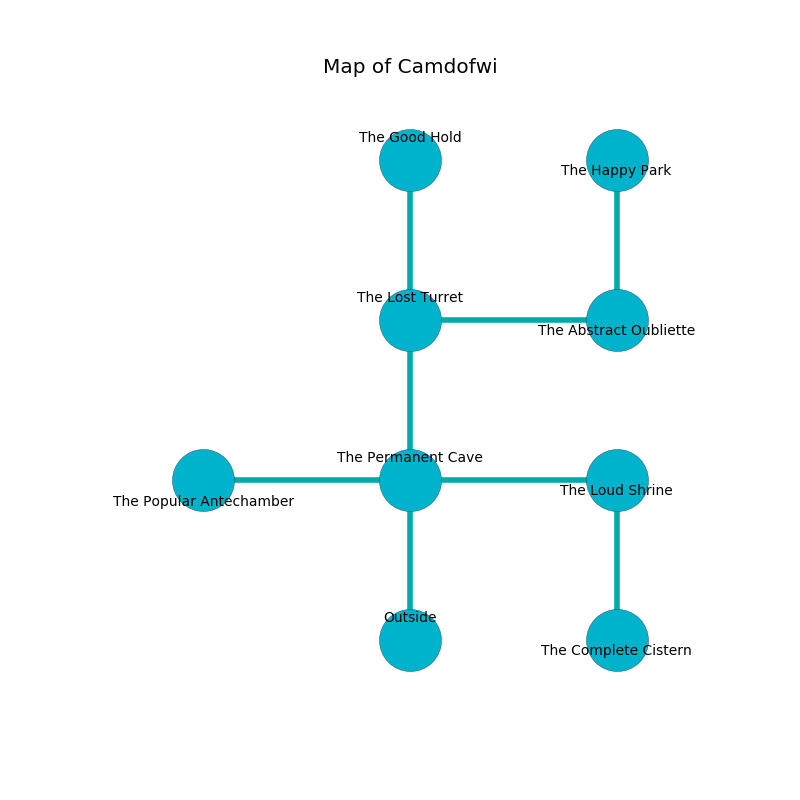 Map of Camdofwi
The Good Hold
The Happy Park
The Lost Turret
The Abstract Oubliette
The Permanent Cave
The Loud Shrine
The Popular Antechamber
Outside
The Complete Cistern